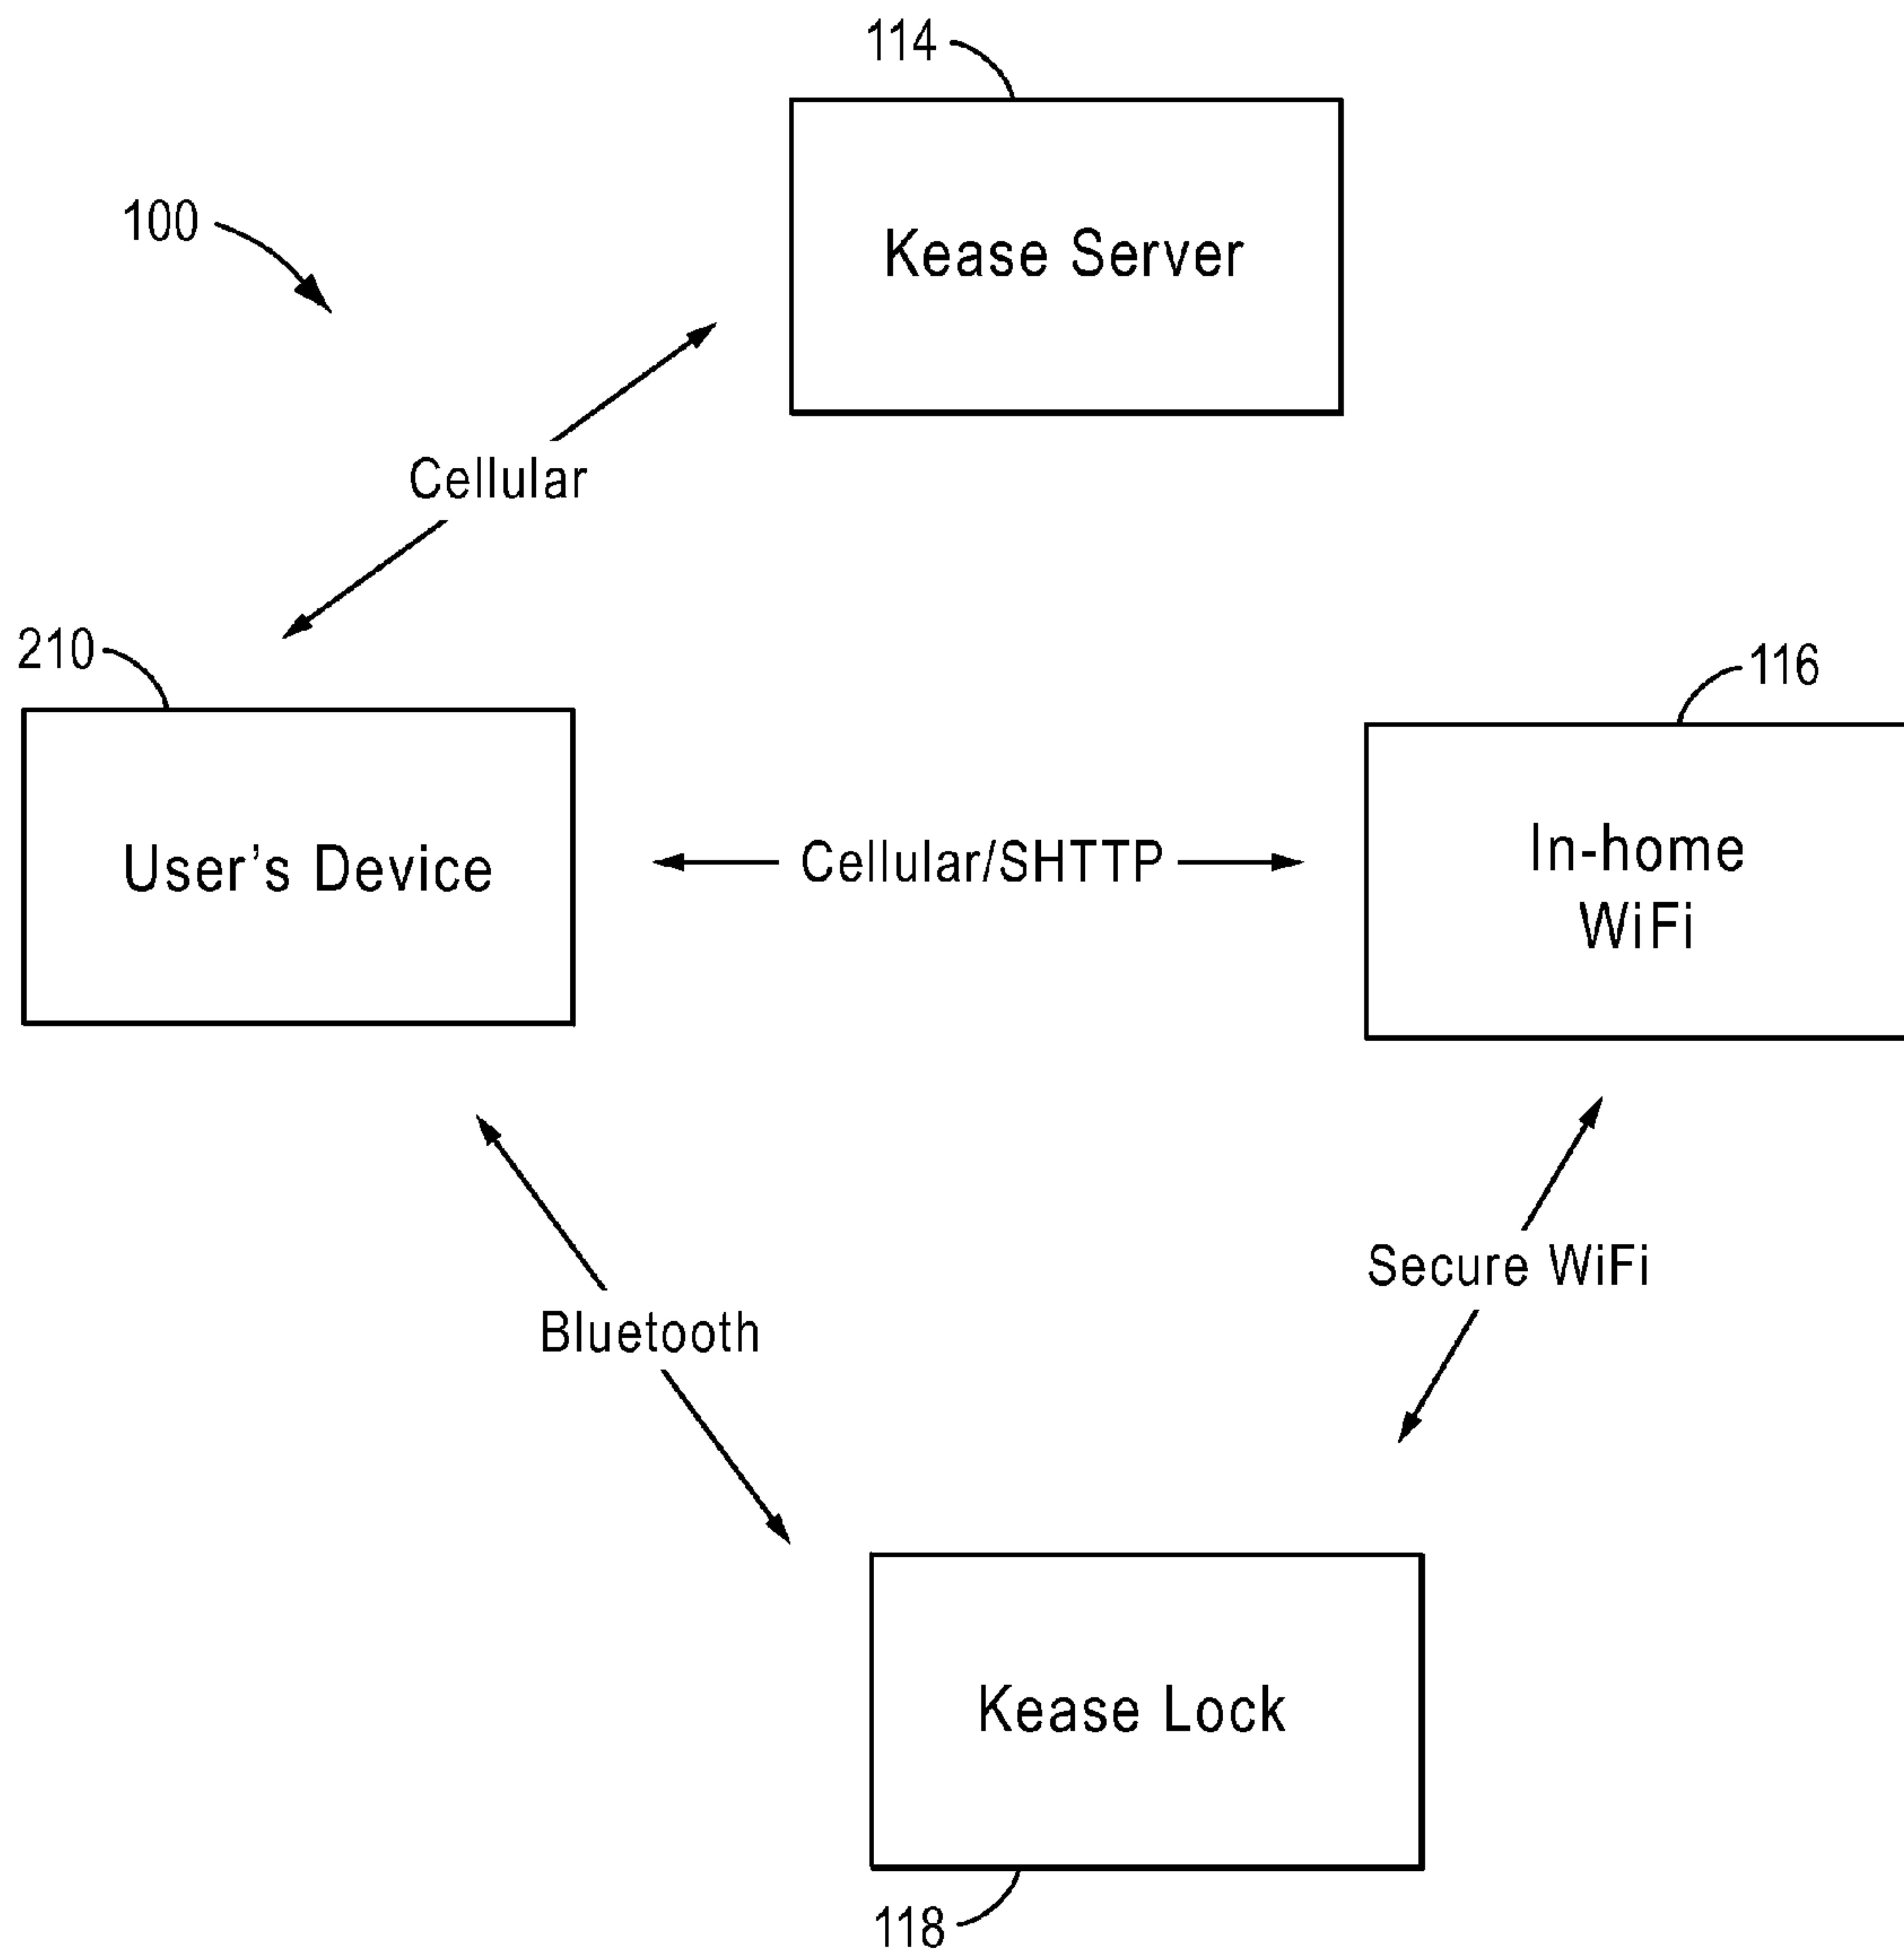 114
100
Kease Server
Cellular
210
116
User's Device
Cellular/SHTTP
In-home
WiFi
Secure WiFi
Bluetooth
Kease Lock
118